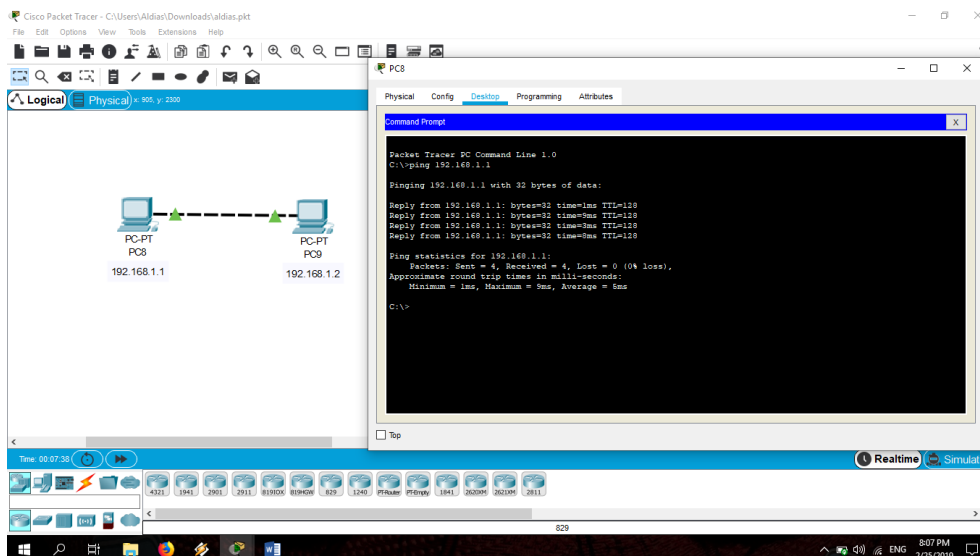 Cisco Packet Tracer - C:\Users\Aldias\Downloads\aldias.pkt
File Edit Options View Tools Extensions Help
Logical
Physical
x: 905, y: 2300
PC-PT
PC8
192.168.1.1
PC-PT
PC9
192.168.1.2
PC8
Physical Config Desktop Programming Attributes
Command Prompt
X
Packet Tracer PC Command Line 1.0
C:\>ping 192.168.1.1
Pinging 192.168.1.1 with 32 bytes of data:
Reply from 192.168.1.1: bytes=32 time=1ms TTL=128
Reply from 192.168.1.1: bytes=32 time=9ms TTL=128
Reply from 192.168.1.1: bytes=32 time=3ms TTL=128
Reply from 192.168.1.1: bytes=32 time=8ms TTL=128
Ping statistics for 192.168.1.1:
Packets: Sent = 4, Received = 4, Lost = 0 (0% loss),
Approximate round trip times in milli-seconds:
Minimum = 1ms, Maximum = 9ms, Average = 5ms
C:\>
Top
Time: 00:07:38
Realtime
Simulat
4321 1941 2901 2911 819IOX 819HGW 829 1240 PT-Router PT-Empty 1841 2620XM 2621XM 2811
829
ENG
8:07 PM
2/25/2019